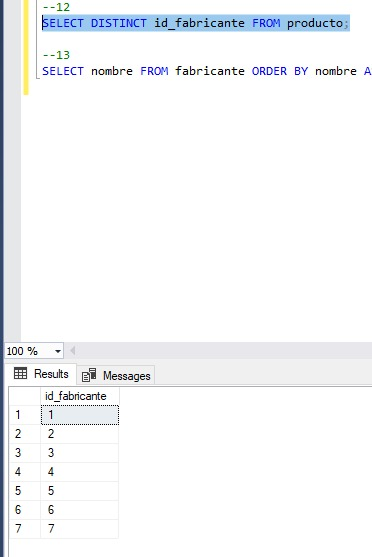 --12
SELECT DISTINCT id_fabricante FROM producto;
--13
SELECT nombre FROM fabricante ORDER BY nombre A
100 %
Results Messages
id_fabricante
1 1
2 2
3 3
4 4
5 5
6 6
7 7